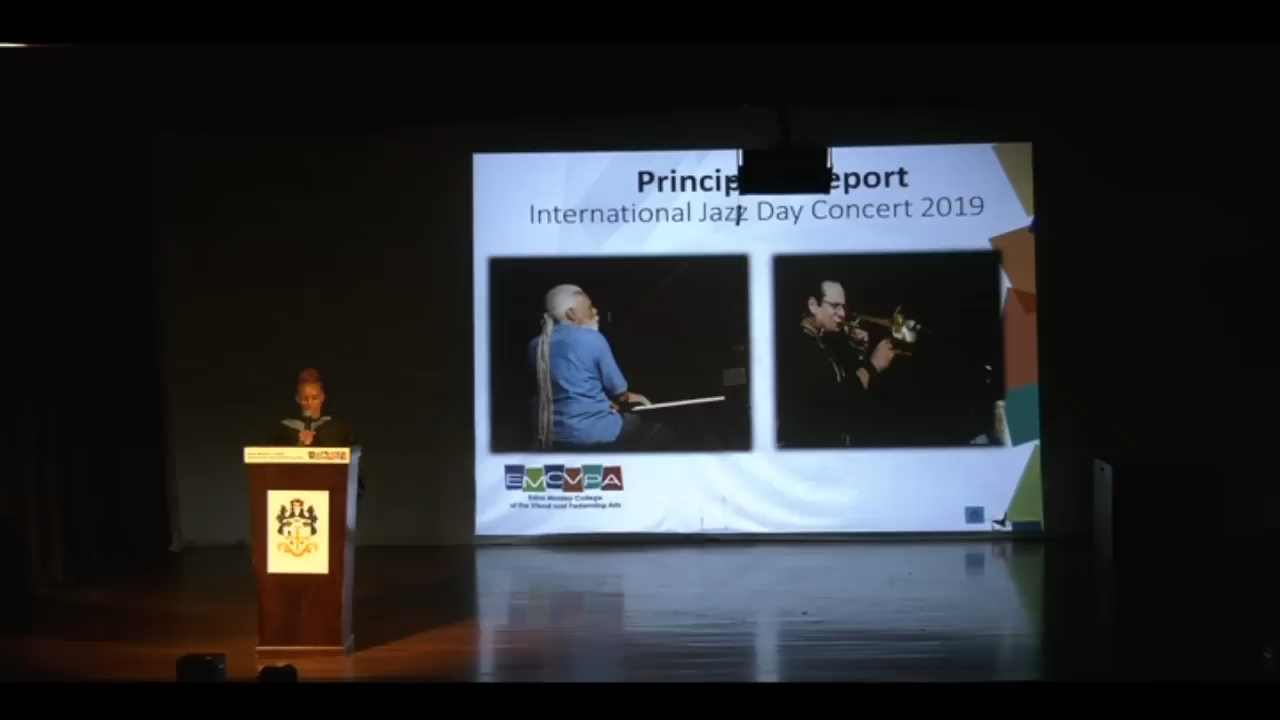 Princip eport
International Jazz Day Concert 2019
EMCVPA
Edna Manley College
of the Visual and Performing Arts